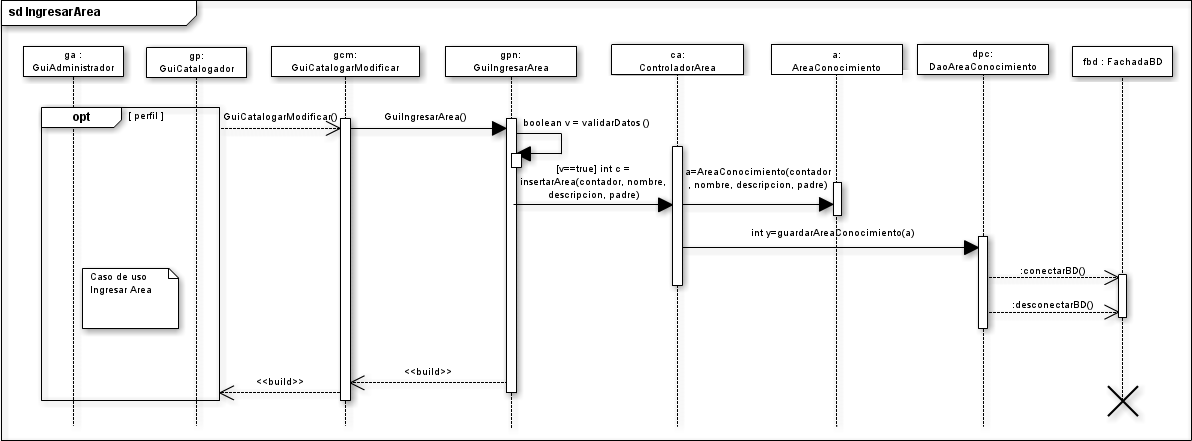 sd IngresarArea
ga :
GuiAdministrador
gp:
GuiCatalogador
gcm:
GuiCatalogarModificar
gpn:
GuiIngresarArea
ca:
ControladorArea
a:
AreaConocimiento
dpc:
DaoAreaConocimiento
fbd : FachadaBD
opt
[ perfil ]
GuiCatalogarModificar()
GuiIngresarArea()
boolean v = validarDatos ()
[v==true] int c =
insertarArea(contador, nombre,
descripcion, padre)
a=AreaConocimiento(contador
, nombre, descripcion, padre)
int y=guardarAreaConocimiento(a)
:conectarBD()
:desconectarBD()
Caso de uso
Ingresar Area
<<build>>
<<build>>